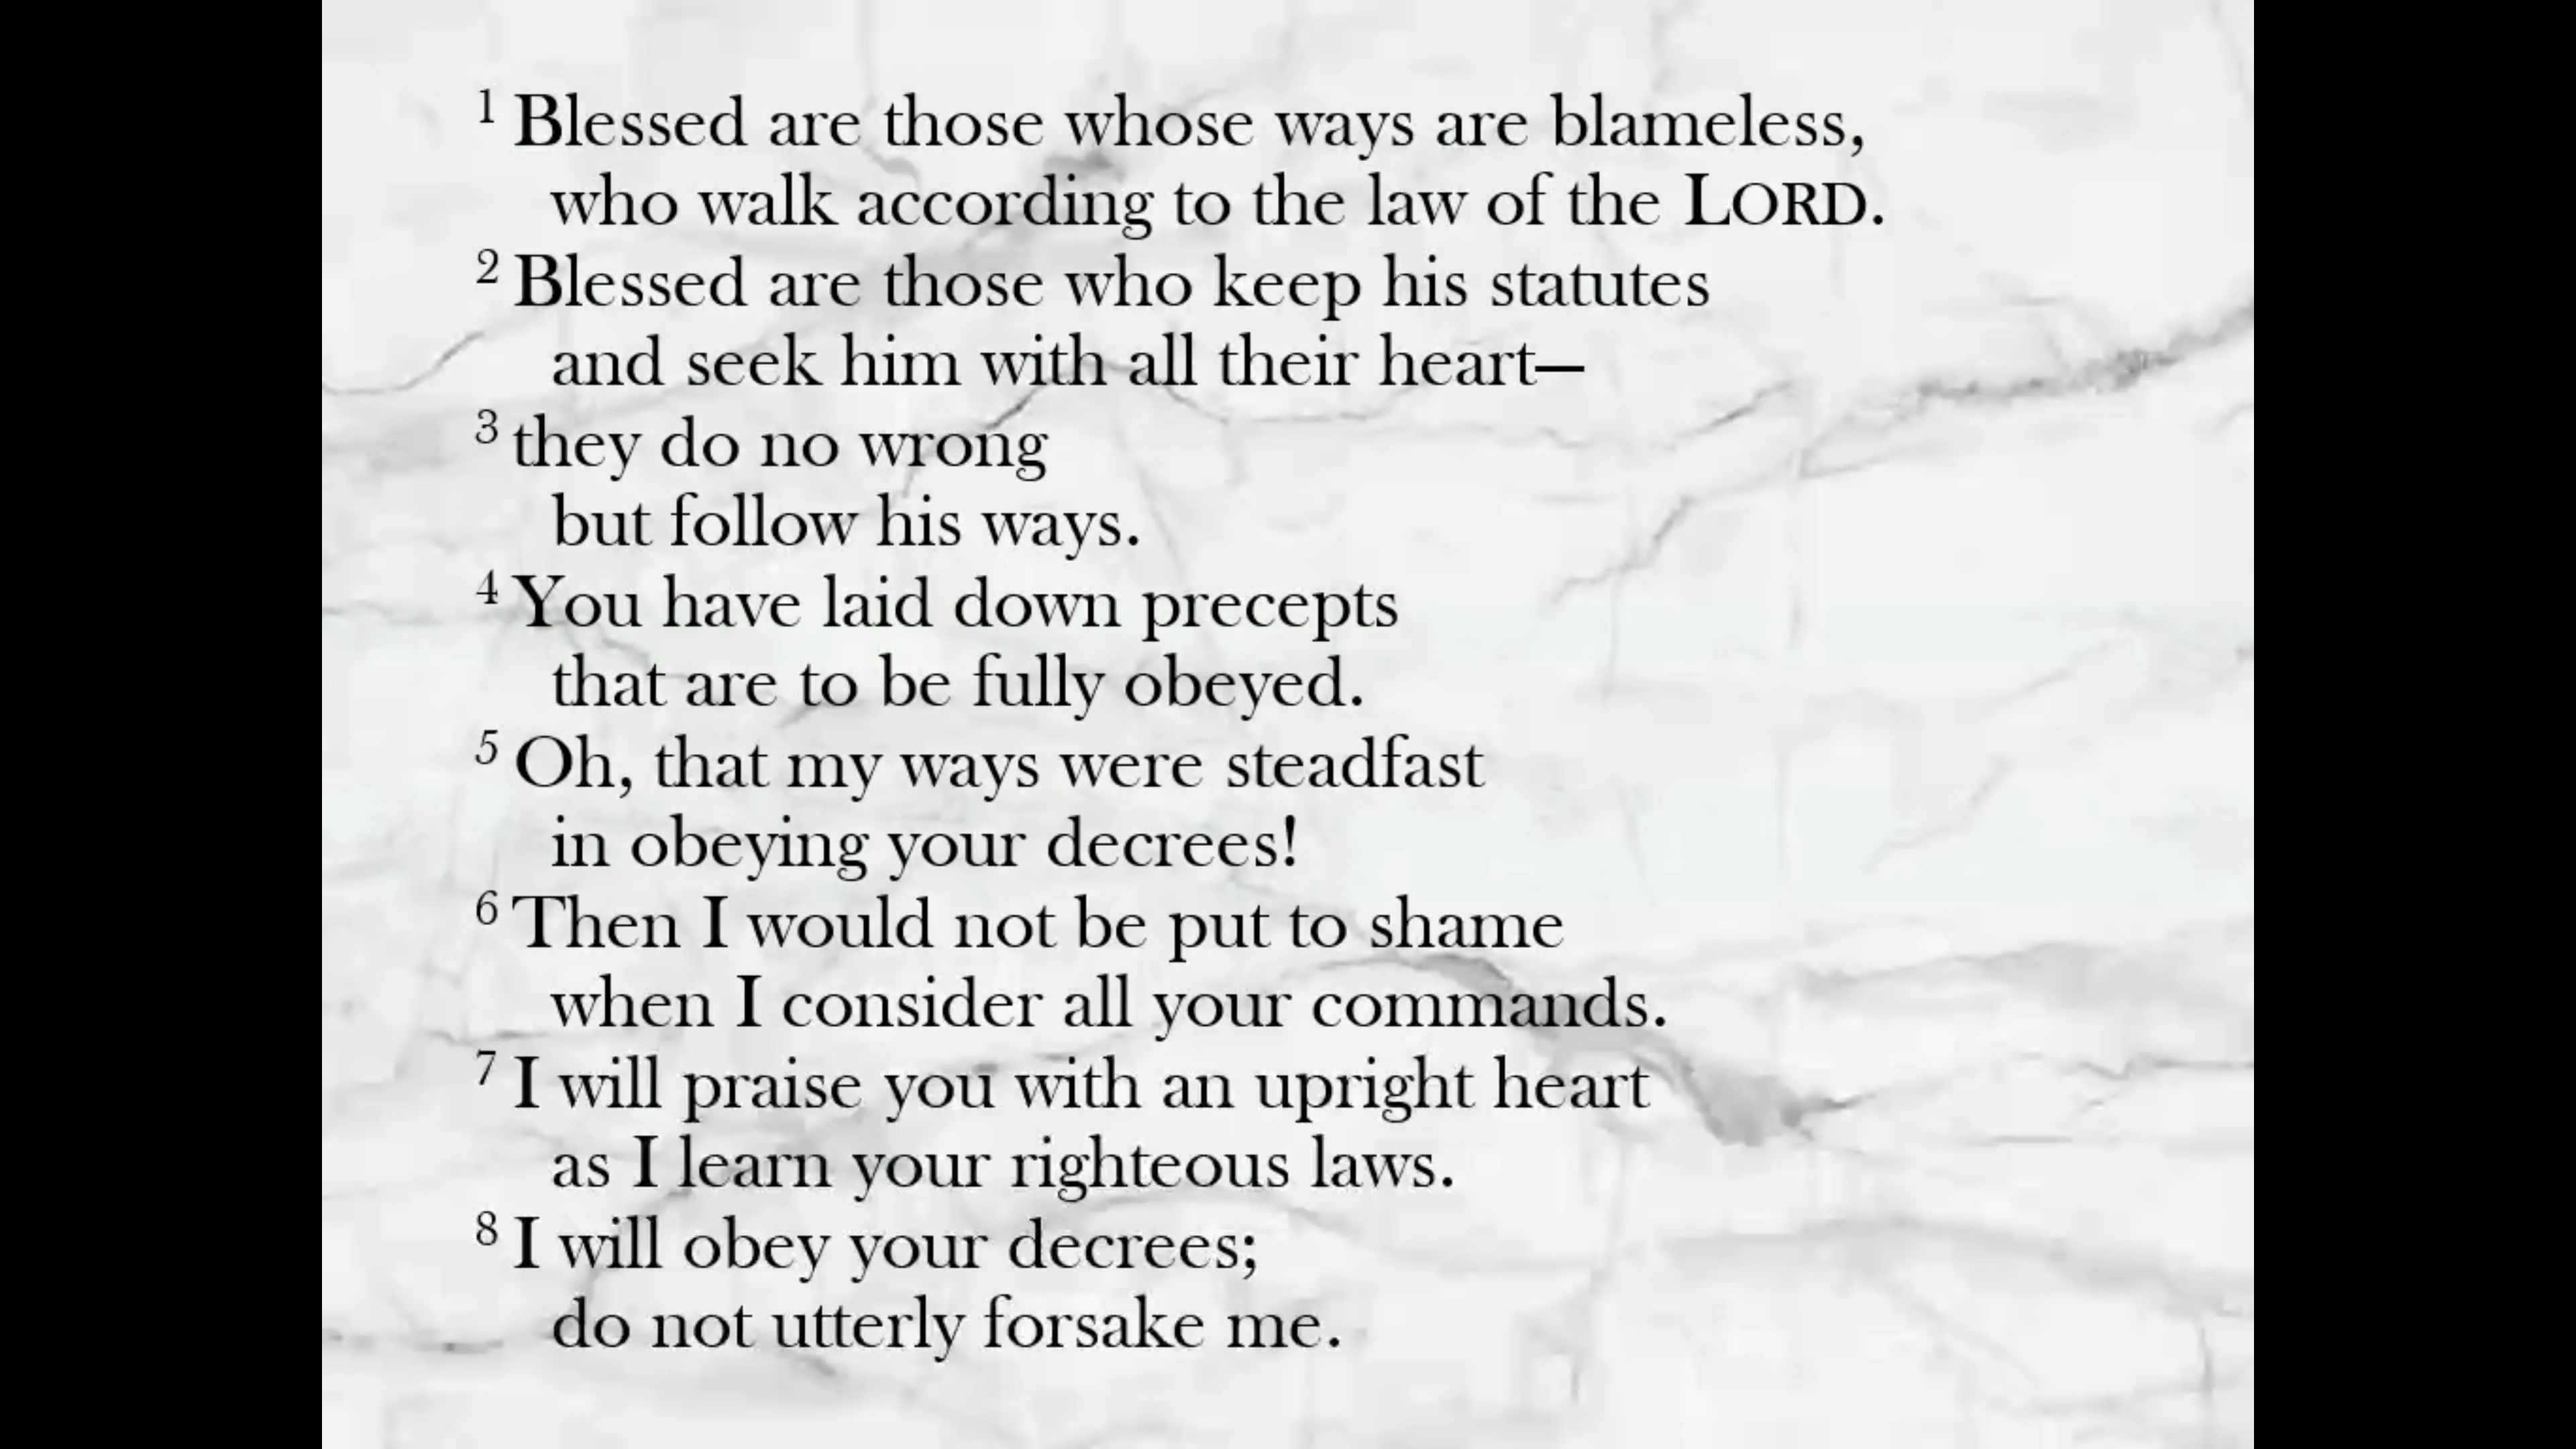 1 Blessed are those whose ways are blameless,
who walk according to the law of the LORD.
2 Blessed are those who keep his statutes
and seek him with all their heart—
3 they do no wrong
but follow his ways.
4 You have laid down precepts
that are to be fully obeyed.
5 Oh, that my ways were steadfast
in obeying your decrees!
6 Then I would not be put to shame
when I consider all your commands.
7 I will praise you with an upright heart
as I learn your righteous laws.
8 I will obey your decrees;
do not utterly forsake me.